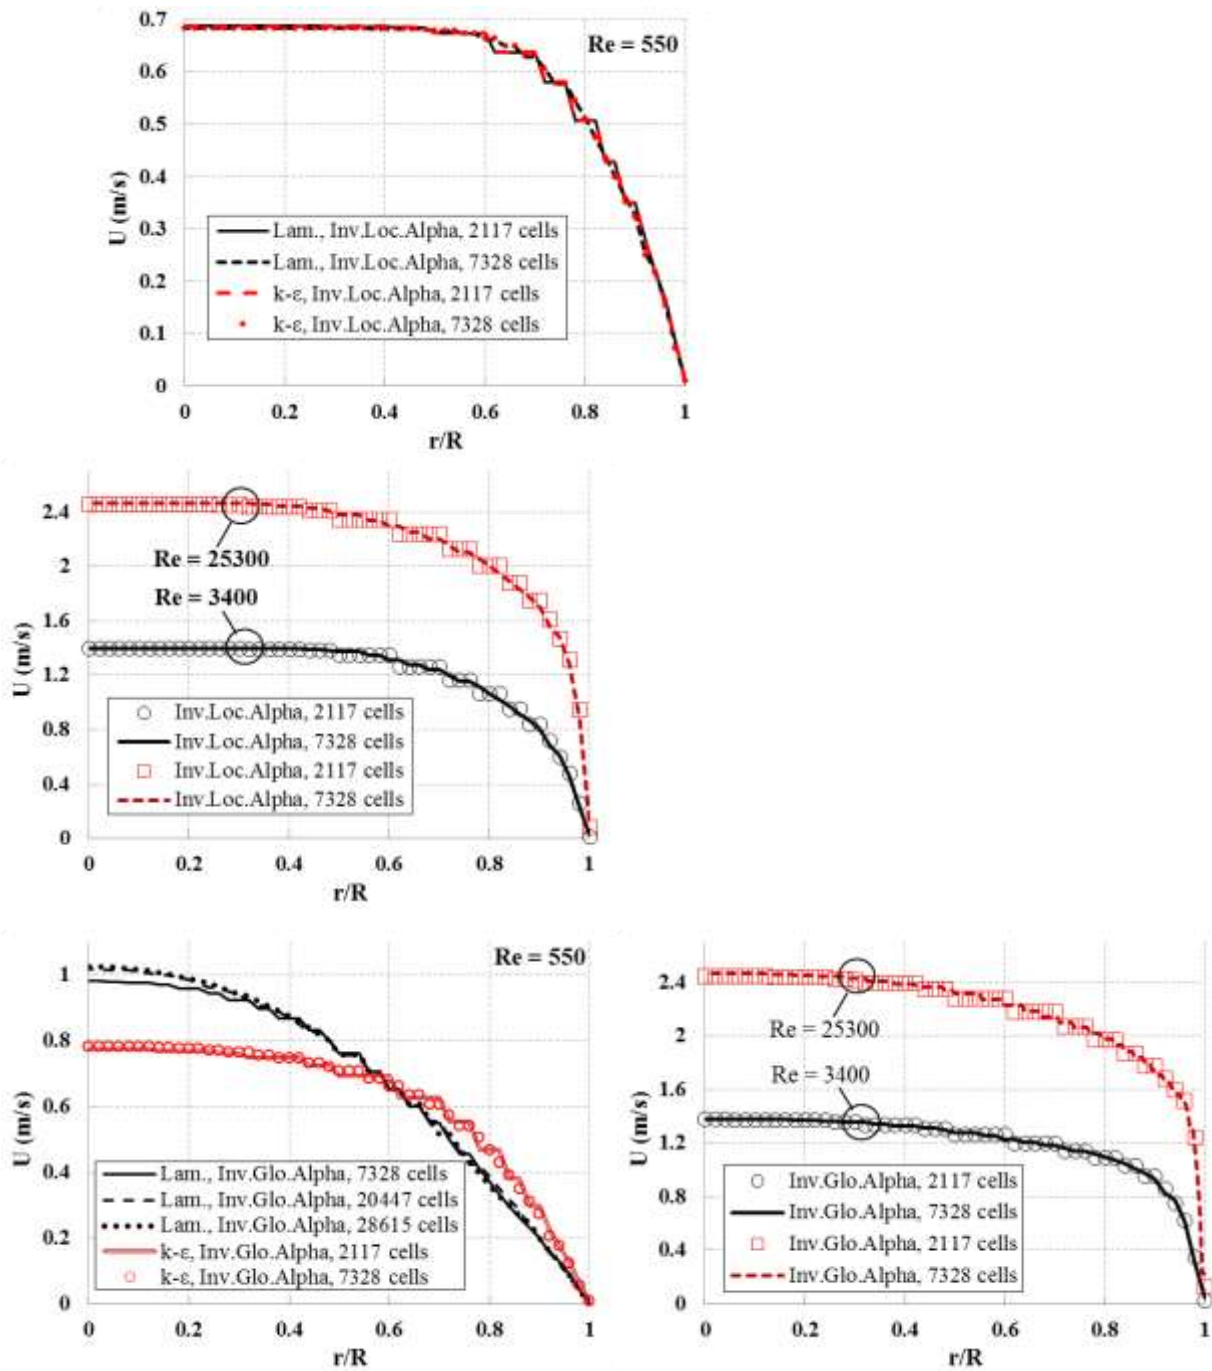 0.7
Re = 550
0.6
0.5
0.4
0.3
0.2
0.1
0
U (m/s)
Lam., Inv.Loc.Alpha, 2117 cells
Lam., Inv.Loc.Alpha, 7328 cells
k-ε, Inv.Loc.Alpha, 2117 cells
k-ε, Inv.Loc.Alpha, 7328 cells
0 0.2 0.4 0.6 0.8 1
r/R
2.4
2
1.6
1.2
0.8
0.4
0
U (m/s)
Re = 25300
Re = 3400
Inv.Loc.Alpha, 2117 cells
Inv.Loc.Alpha, 7328 cells
Inv.Loc.Alpha, 2117 cells
Inv.Loc.Alpha, 7328 cells
0 0.2 0.4 0.6 0.8 1
r/R
Re = 550
1
0.8
0.6
0.4
0.2
0
U (m/s)
Lam., Inv.Glo.Alpha, 7328 cells
Lam., Inv.Glo.Alpha, 20447 cells
Lam., Inv.Glo.Alpha, 28615 cells
k-ε, Inv.Glo.Alpha, 2117 cells
k-ε, Inv.Glo.Alpha, 7328 cells
0 0.2 0.4 0.6 0.8 1
r/R
2.4
2
1.6
1.2
0.8
0.4
0
U (m/s)
Re = 25300
Re = 3400
Inv.Glo.Alpha, 2117 cells
Inv.Glo.Alpha, 7328 cells
Inv.Glo.Alpha, 2117 cells
Inv.Glo.Alpha, 7328 cells
0 0.2 0.4 0.6 0.8 1
r/R